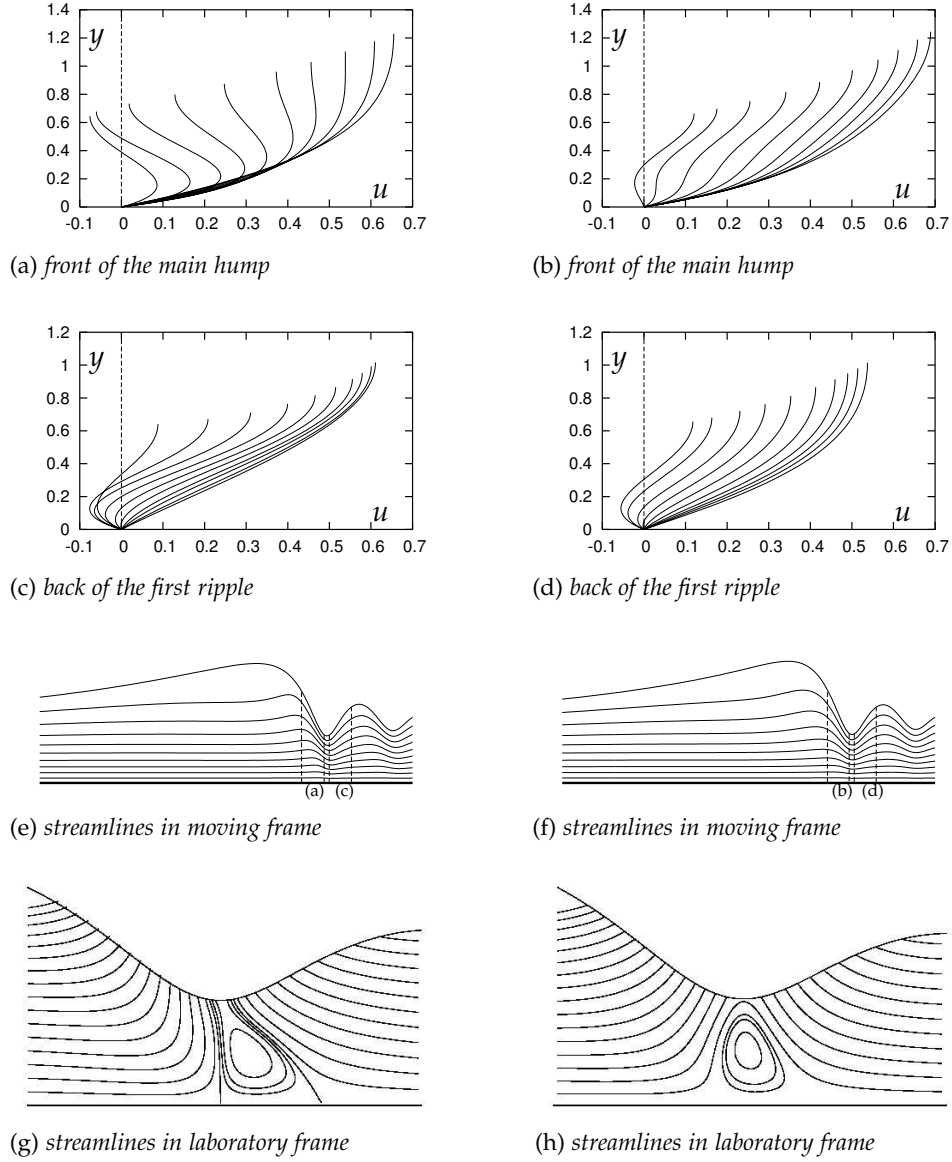 y
u
1.4
1.2
1
0.8
0.6
0.4
0.2
0
-0.1 0 0.1 0.2 0.3 0.4 0.5 0.6 0.7
(a) front of the main hump
y
u
1.4
1.2
1
0.8
0.6
0.4
0.2
0
-0.1 0 0.1 0.2 0.3 0.4 0.5 0.6 0.7
(b) front of the main hump
y
u
1.2
1
0.8
0.6
0.4
0.2
0
-0.1 0 0.1 0.2 0.3 0.4 0.5 0.6 0.7
(c) back of the first ripple
y
u
1.2
1
0.8
0.6
0.4
0.2
0
-0.1 0 0.1 0.2 0.3 0.4 0.5 0.6 0.7
(d) back of the first ripple
(a) (c)
(e) streamlines in moving frame
(b) (d)
(f) streamlines in moving frame
(g) streamlines in laboratory frame
(h) streamlines in laboratory frame